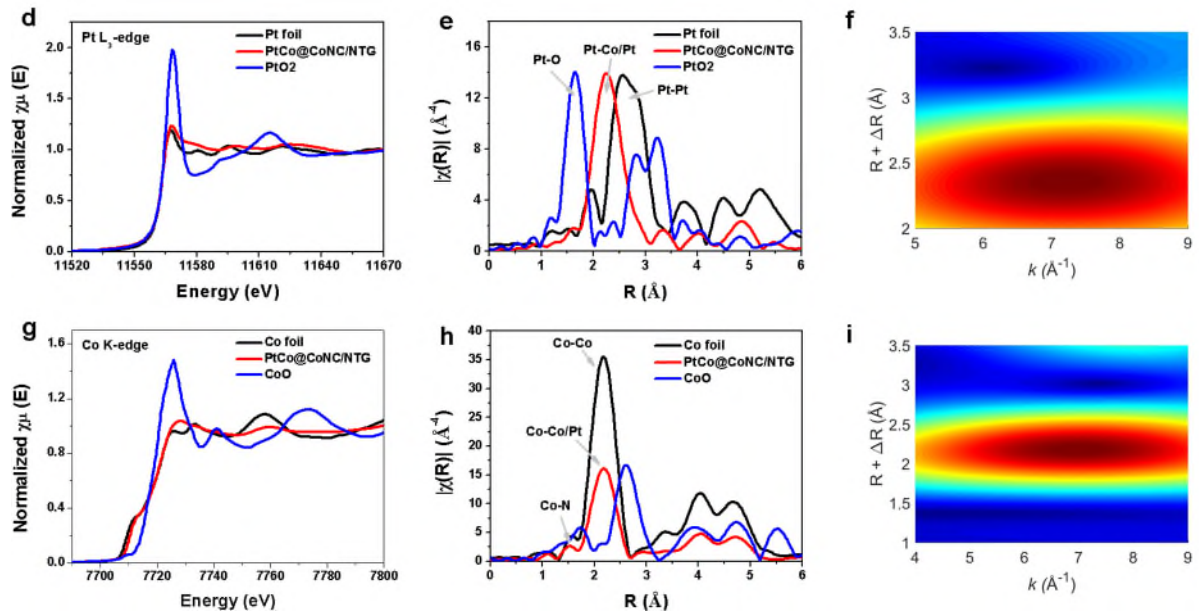 d
Pt L3-edge
Pt foil
PtCo@CoNC/NTG
PtO2
Normalized χμ (E)
2.0
1.5
1.0
0.5
0.0
11520 11550 11580 11610 11640 11670
Energy (eV)
e
Pt-Co/Pt
Pt foil
PtCo@CoNC/NTG
PtO2
Pt-O
Pt-Pt
|χ(R)| (Å-4)
16
12
8
4
0
0 1 2 3 4 5 6
R (Å)
f
R + ΔR (Å)
3.5
3
2.5
2
5 6 7 8 9
k (Å-1)
g
Co K-edge
Co foil
PtCo@CoNC/NTG
CoO
Normalized χμ (E)
1.6
1.2
0.8
0.4
0.0
7700 7720 7740 7760 7780 7800
Energy (eV)
h
Co-Co
Co foil
PtCo@CoNC/NTG
CoO
Co-Co/Pt
Co-N
|χ(R)| (Å-4)
40
35
30
25
20
15
10
5
0
0 1 2 3 4 5 6
R (Å)
i
R + ΔR (Å)
3.5
3
2.5
2
1.5
1
4 5 6 7 8 9
k (Å-1)